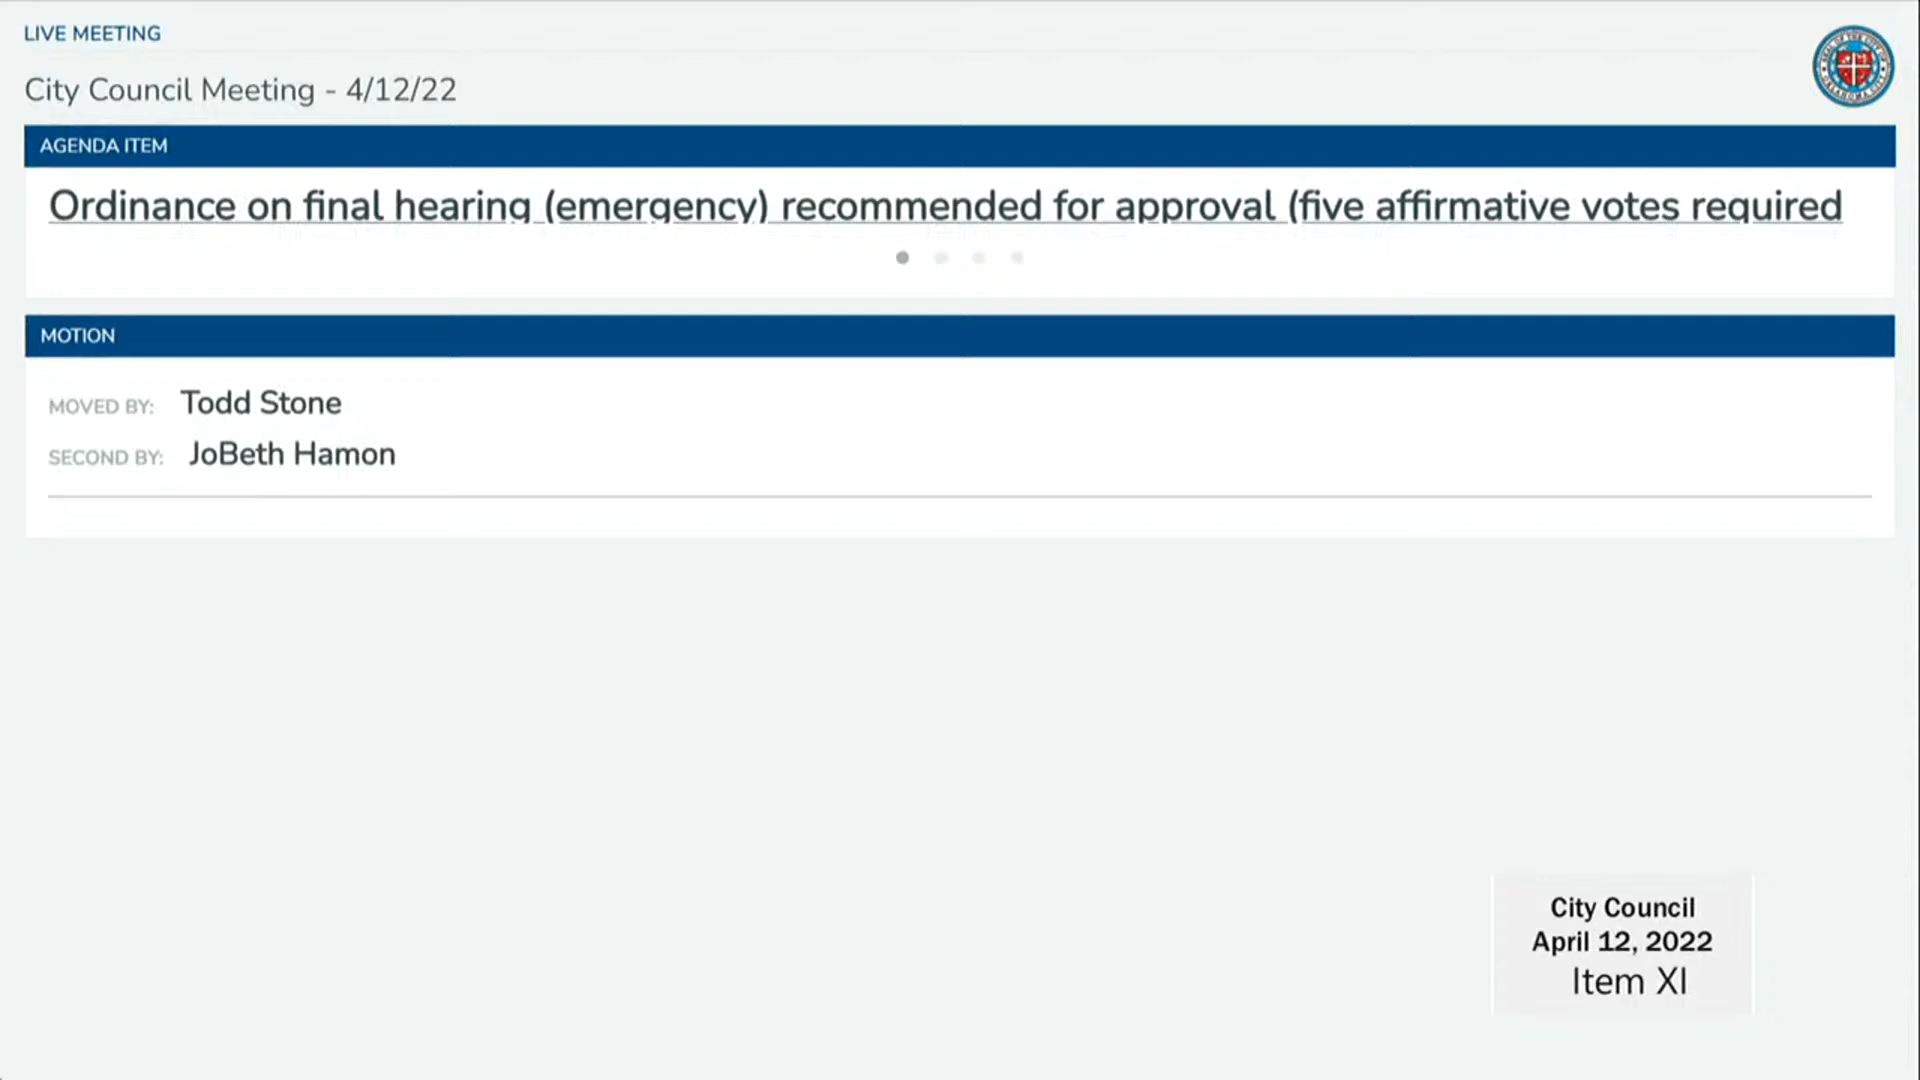 LIVE MEETING
City Council Meeting - 4/12/22
AGENDA ITEM
Ordinance on final hearing (emergency) recommended for approval (five affirmative votes required
MOTION
MOVED BY: Todd Stone
SECOND BY: JoBeth Hamon
City Council
April 12, 2022
Item XI